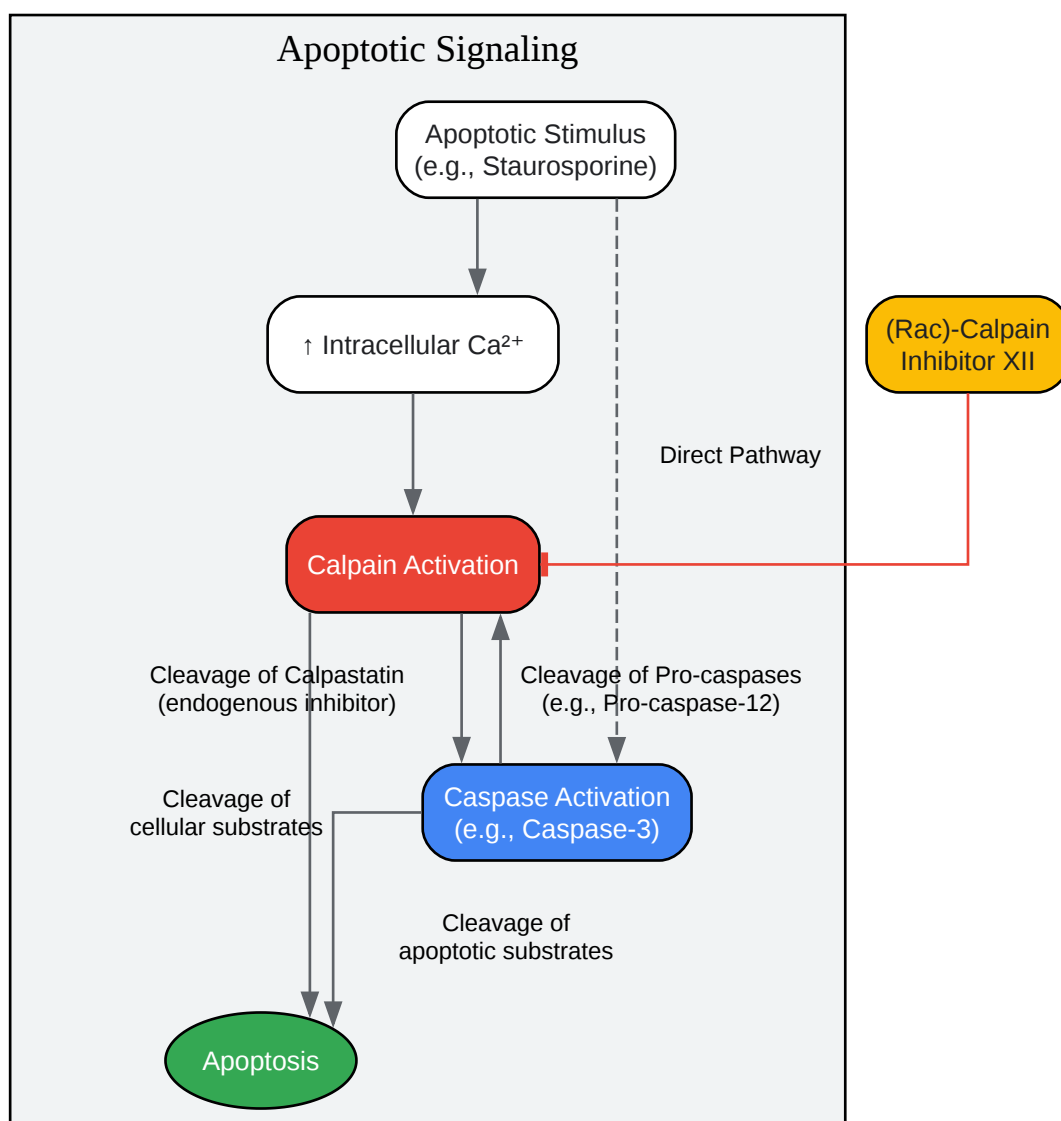 Apoptotic Signaling
Apoptotic Stimulus
(e.g., Staurosporine)
↑ Intracellular Ca²⁺
(Rac)-Calpain
Inhibitor XII
Direct Pathway
Calpain Activation
Cleavage of Calpastatin
(endogenous inhibitor)
Cleavage of Pro-caspases
(e.g., Pro-caspase-12)
Cleavage of
cellular substrates
Caspase Activation
(e.g., Caspase-3)
Cleavage of
apoptotic substrates
Apoptosis